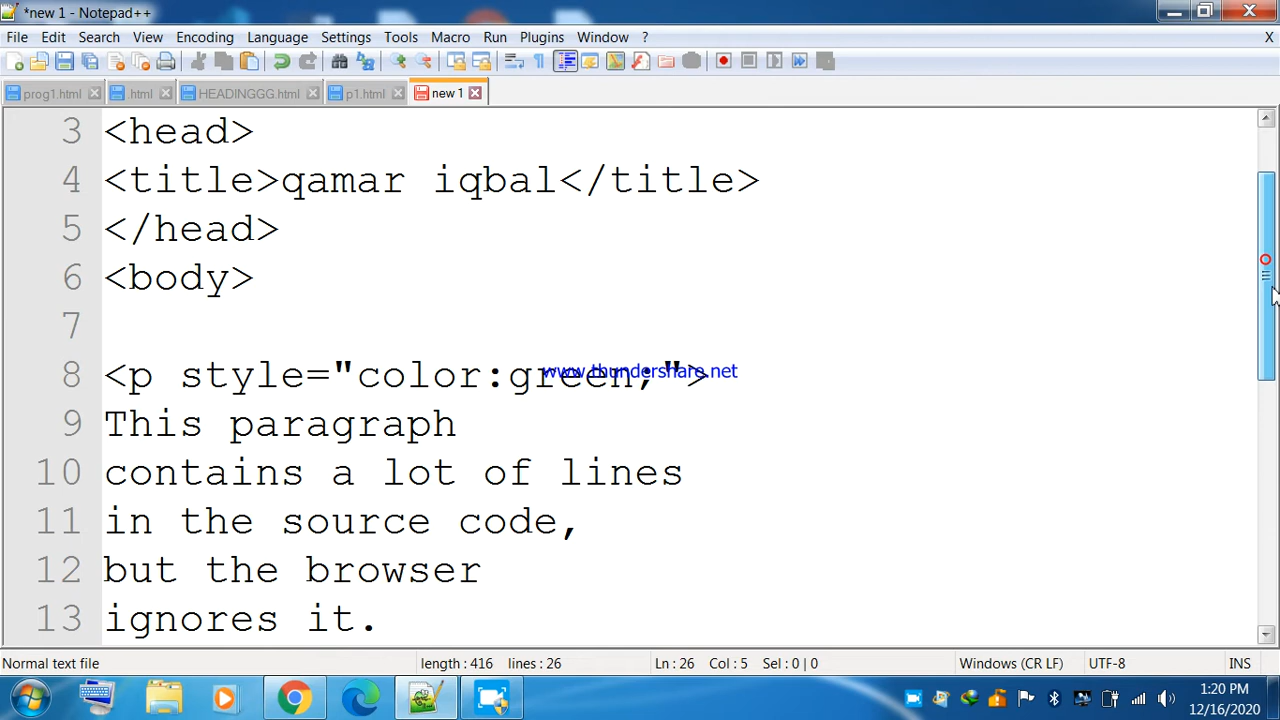 *new 1 - Notepad++
File Edit Search View Encoding Language Settings Tools Macro Run Plugins Window ? X
prog1.html .html HEADINGGG.html p1.html new 1
3 <head>
4 <title>qamar iqbal</title>
5 </head>
6 <body>
7
8 <p style="color:green;">
www.thundershare.net
9 This paragraph
10 contains a lot of lines
11 in the source code,
12 but the browser
13 ignores it.
Normal text file length : 416 lines : 26 Ln : 26 Col : 5 Sel : 0 | 0 Windows (CR LF) UTF-8 INS
1:20 PM
12/16/2020